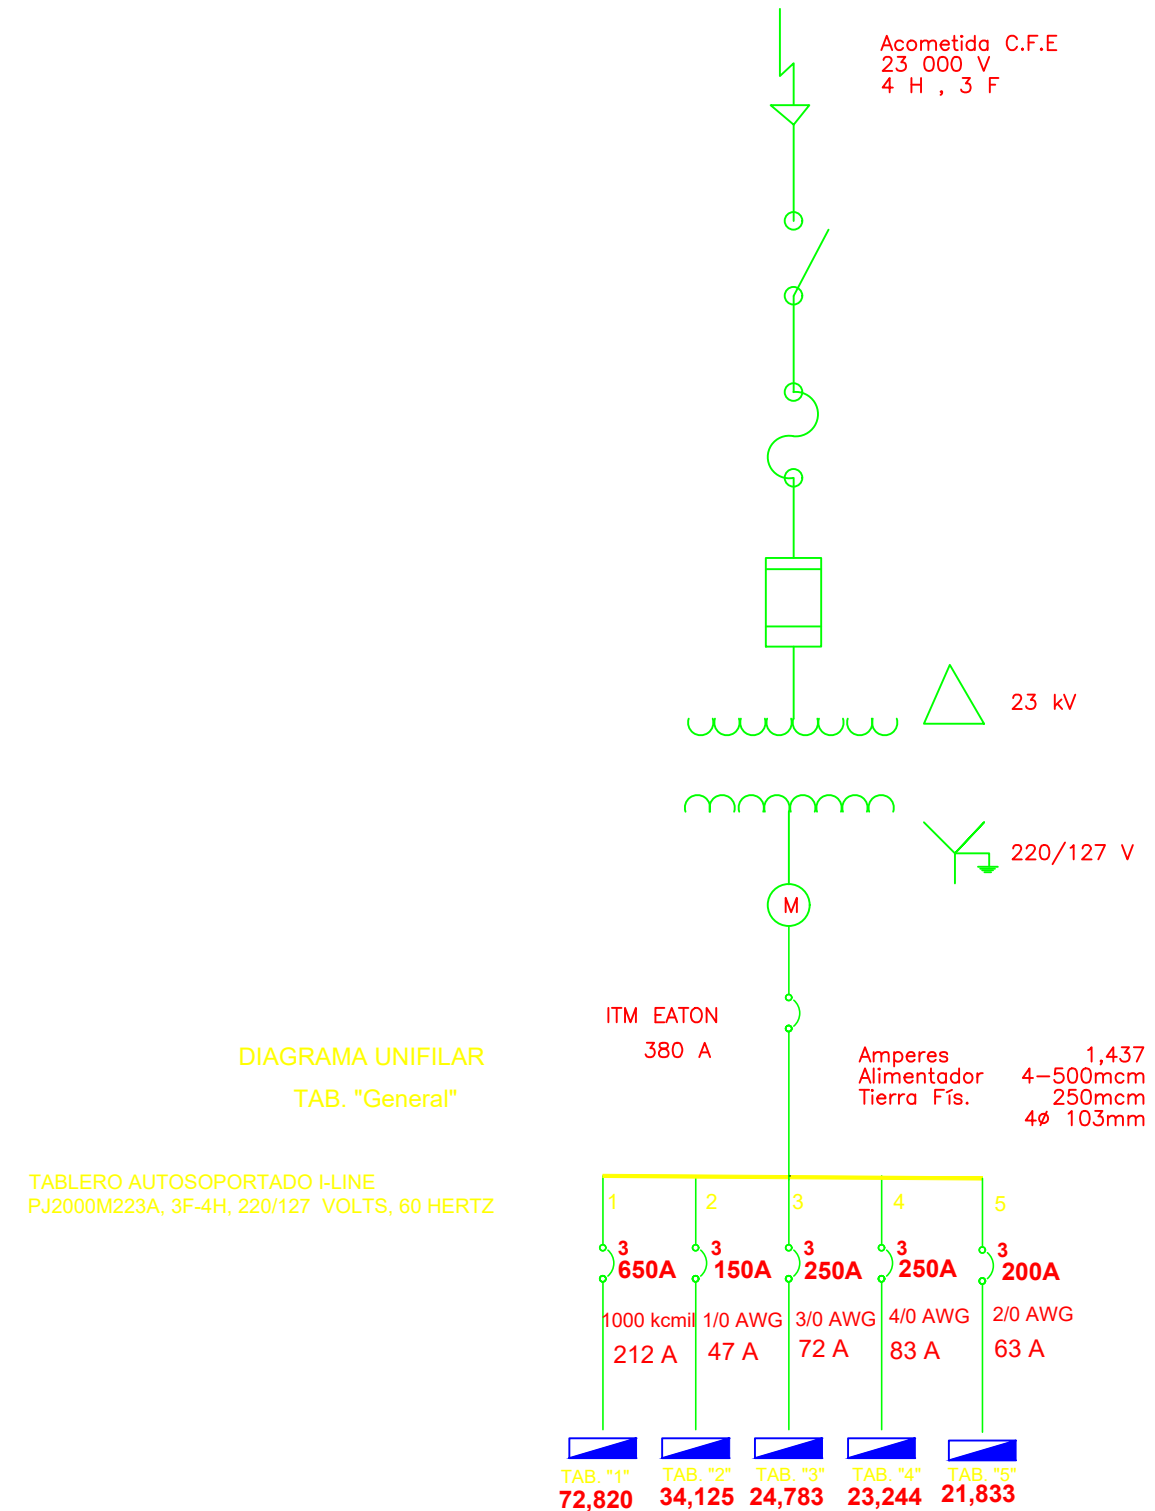 Acometida C.F.E
23 000 V
4 H , 3 F
23 kV
220/127 V
M
ITM EATON
380 A
DIAGRAMA UNIFILAR
TAB. "General"
Amperes 1,437
Alimentador 4-500mcm
Tierra Fís. 250mcm
4ø 103mm
TABLERO AUTOSOPORTADO I-LINE
PJ2000M223A, 3F-4H, 220/127 VOLTS, 60 HERTZ
1 2 3 4 5
3 3 3 3 3
650A 150A 250A 250A 200A
1000 kcmil 1/0 AWG 3/0 AWG 4/0 AWG 2/0 AWG
212 A 47 A 72 A 83 A 63 A
TAB. "1" TAB. "2" TAB. "3" TAB. "4" TAB. "5"
72,820 34,125 24,783 23,244 21,833